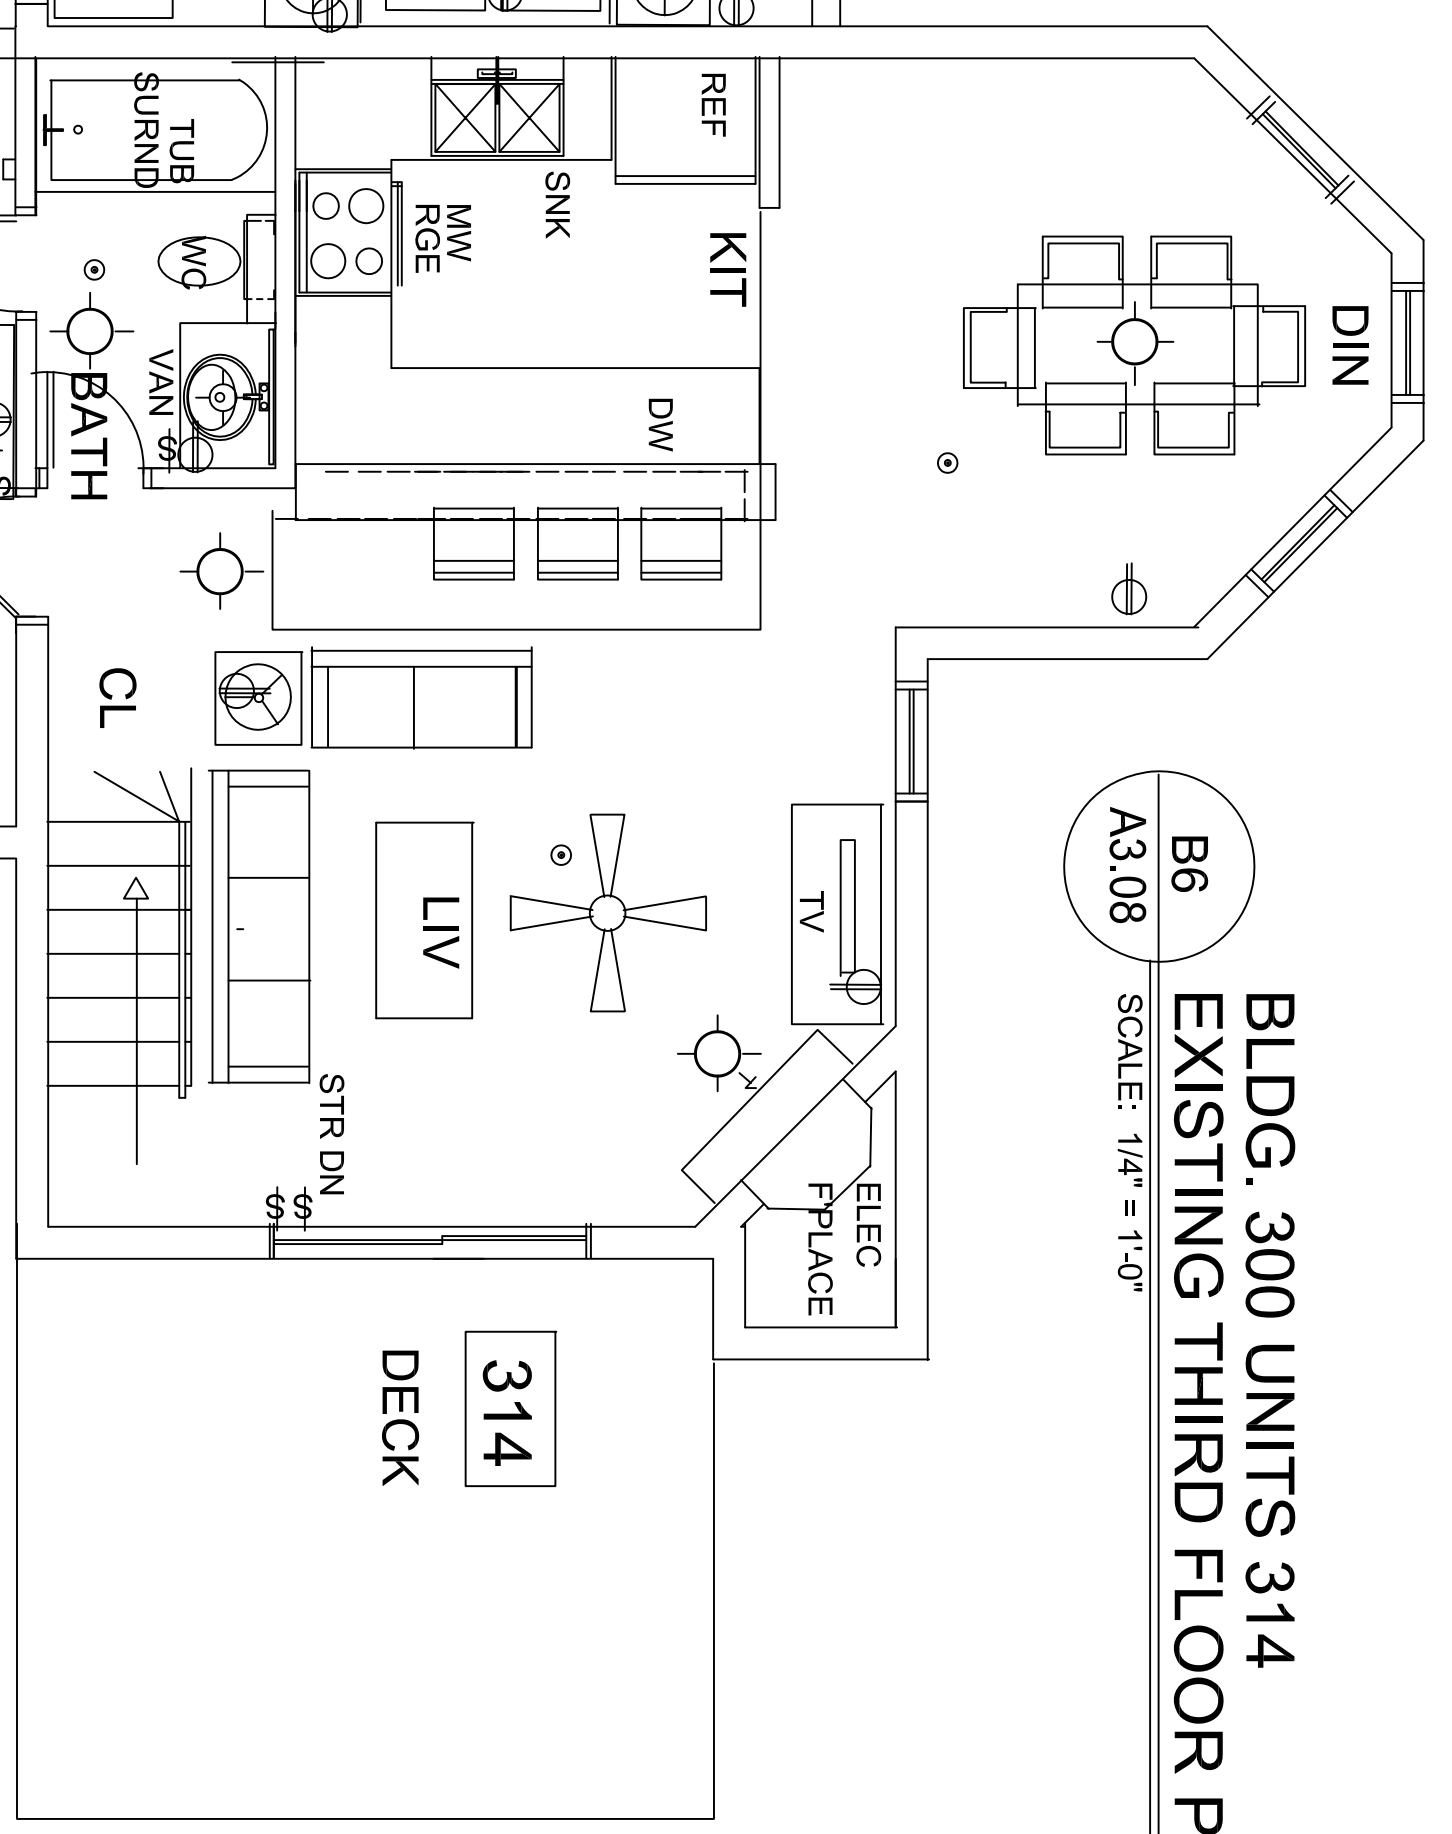 TUB
SURND
WC
VAN
BATH
$
REF
SNK
MW
RGE
KIT
DW
DIN
CL
LIV
TV
STR DN
$ $
ELEC
F'PLACE
314
DECK
B6
A3.08
BLDG. 300 UNITS 314
EXISTING THIRD FLOOR P
SCALE: 1/4" = 1'-0"